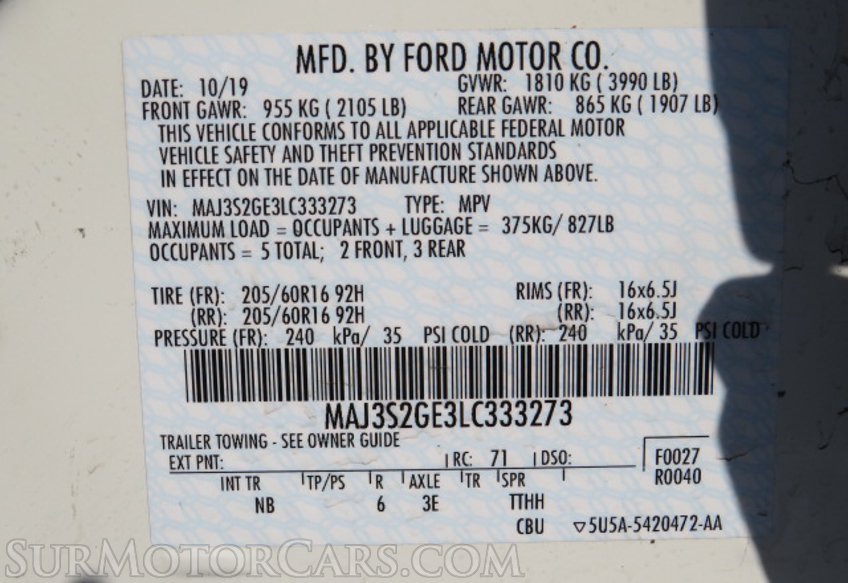 MFD. BY FORD MOTOR CO.
DATE: 10/19 GVWR: 1810 KG ( 3990 LB)
FRONT GAWR: 955 KG ( 2105 LB) REAR GAWR: 865 KG ( 1907 LB)
THIS VEHICLE CONFORMS TO ALL APPLICABLE FEDERAL MOTOR
VEHICLE SAFETY AND THEFT PREVENTION STANDARDS
IN EFFECT ON THE DATE OF MANUFACTURE SHOWN ABOVE.
VIN: MAJ3S2GE3LC333273 TYPE: MPV
MAXIMUM LOAD = OCCUPANTS + LUGGAGE = 375KG/ 827LB
OCCUPANTS = 5 TOTAL; 2 FRONT, 3 REAR
TIRE (FR): 205/60R16 92H RIMS (FR): 16x6.5J
(RR): 205/60R16 92H (RR): 16x6.5J
PRESSURE (FR): 240 kPa/ 35 PSI COLD (RR): 240 kPa/ 35 PSI COLD
MAJ3S2GE3LC333273
TRAILER TOWING - SEE OWNER GUIDE
EXT PNT: RC: 71 DSO: F0027
R0040
INT TR TP/PS R AXLE TR SPR
NB 6 3E TTHH
CBU ▽5U5A-5420472-AA
SurMotorCars.com